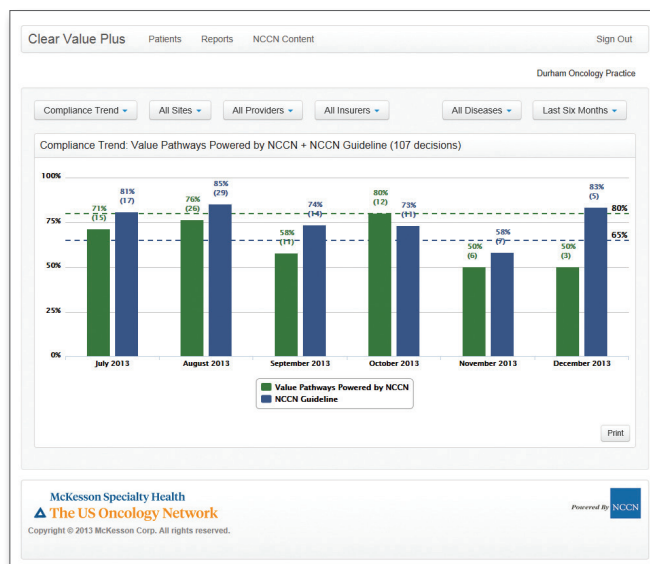 Clear Value Plus Patients Reports NCCN Content Sign Out
Durham Oncology Practice
Compliance Trend All Sites All Providers All Insurers All Diseases Last Six Months
Compliance Trend: Value Pathways Powered by NCCN + NCCN Guideline (107 decisions)
100%
75%
50%
25%
0%
71%
(15)
81%
(17)
76%
(26)
85%
(29)
58%
(11)
74%
(14)
80%
(12)
73%
(11)
50%
(6)
58%
(7)
50%
(3)
83%
(5)
80%
65%
July 2013 August 2013 September 2013 October 2013 November 2013 December 2013
Value Pathways Powered by NCCN
NCCN Guideline
Print
McKesson Specialty Health
The US Oncology Network
Copyright © 2013 McKesson Corp. All rights reserved.
Powered By NCCN